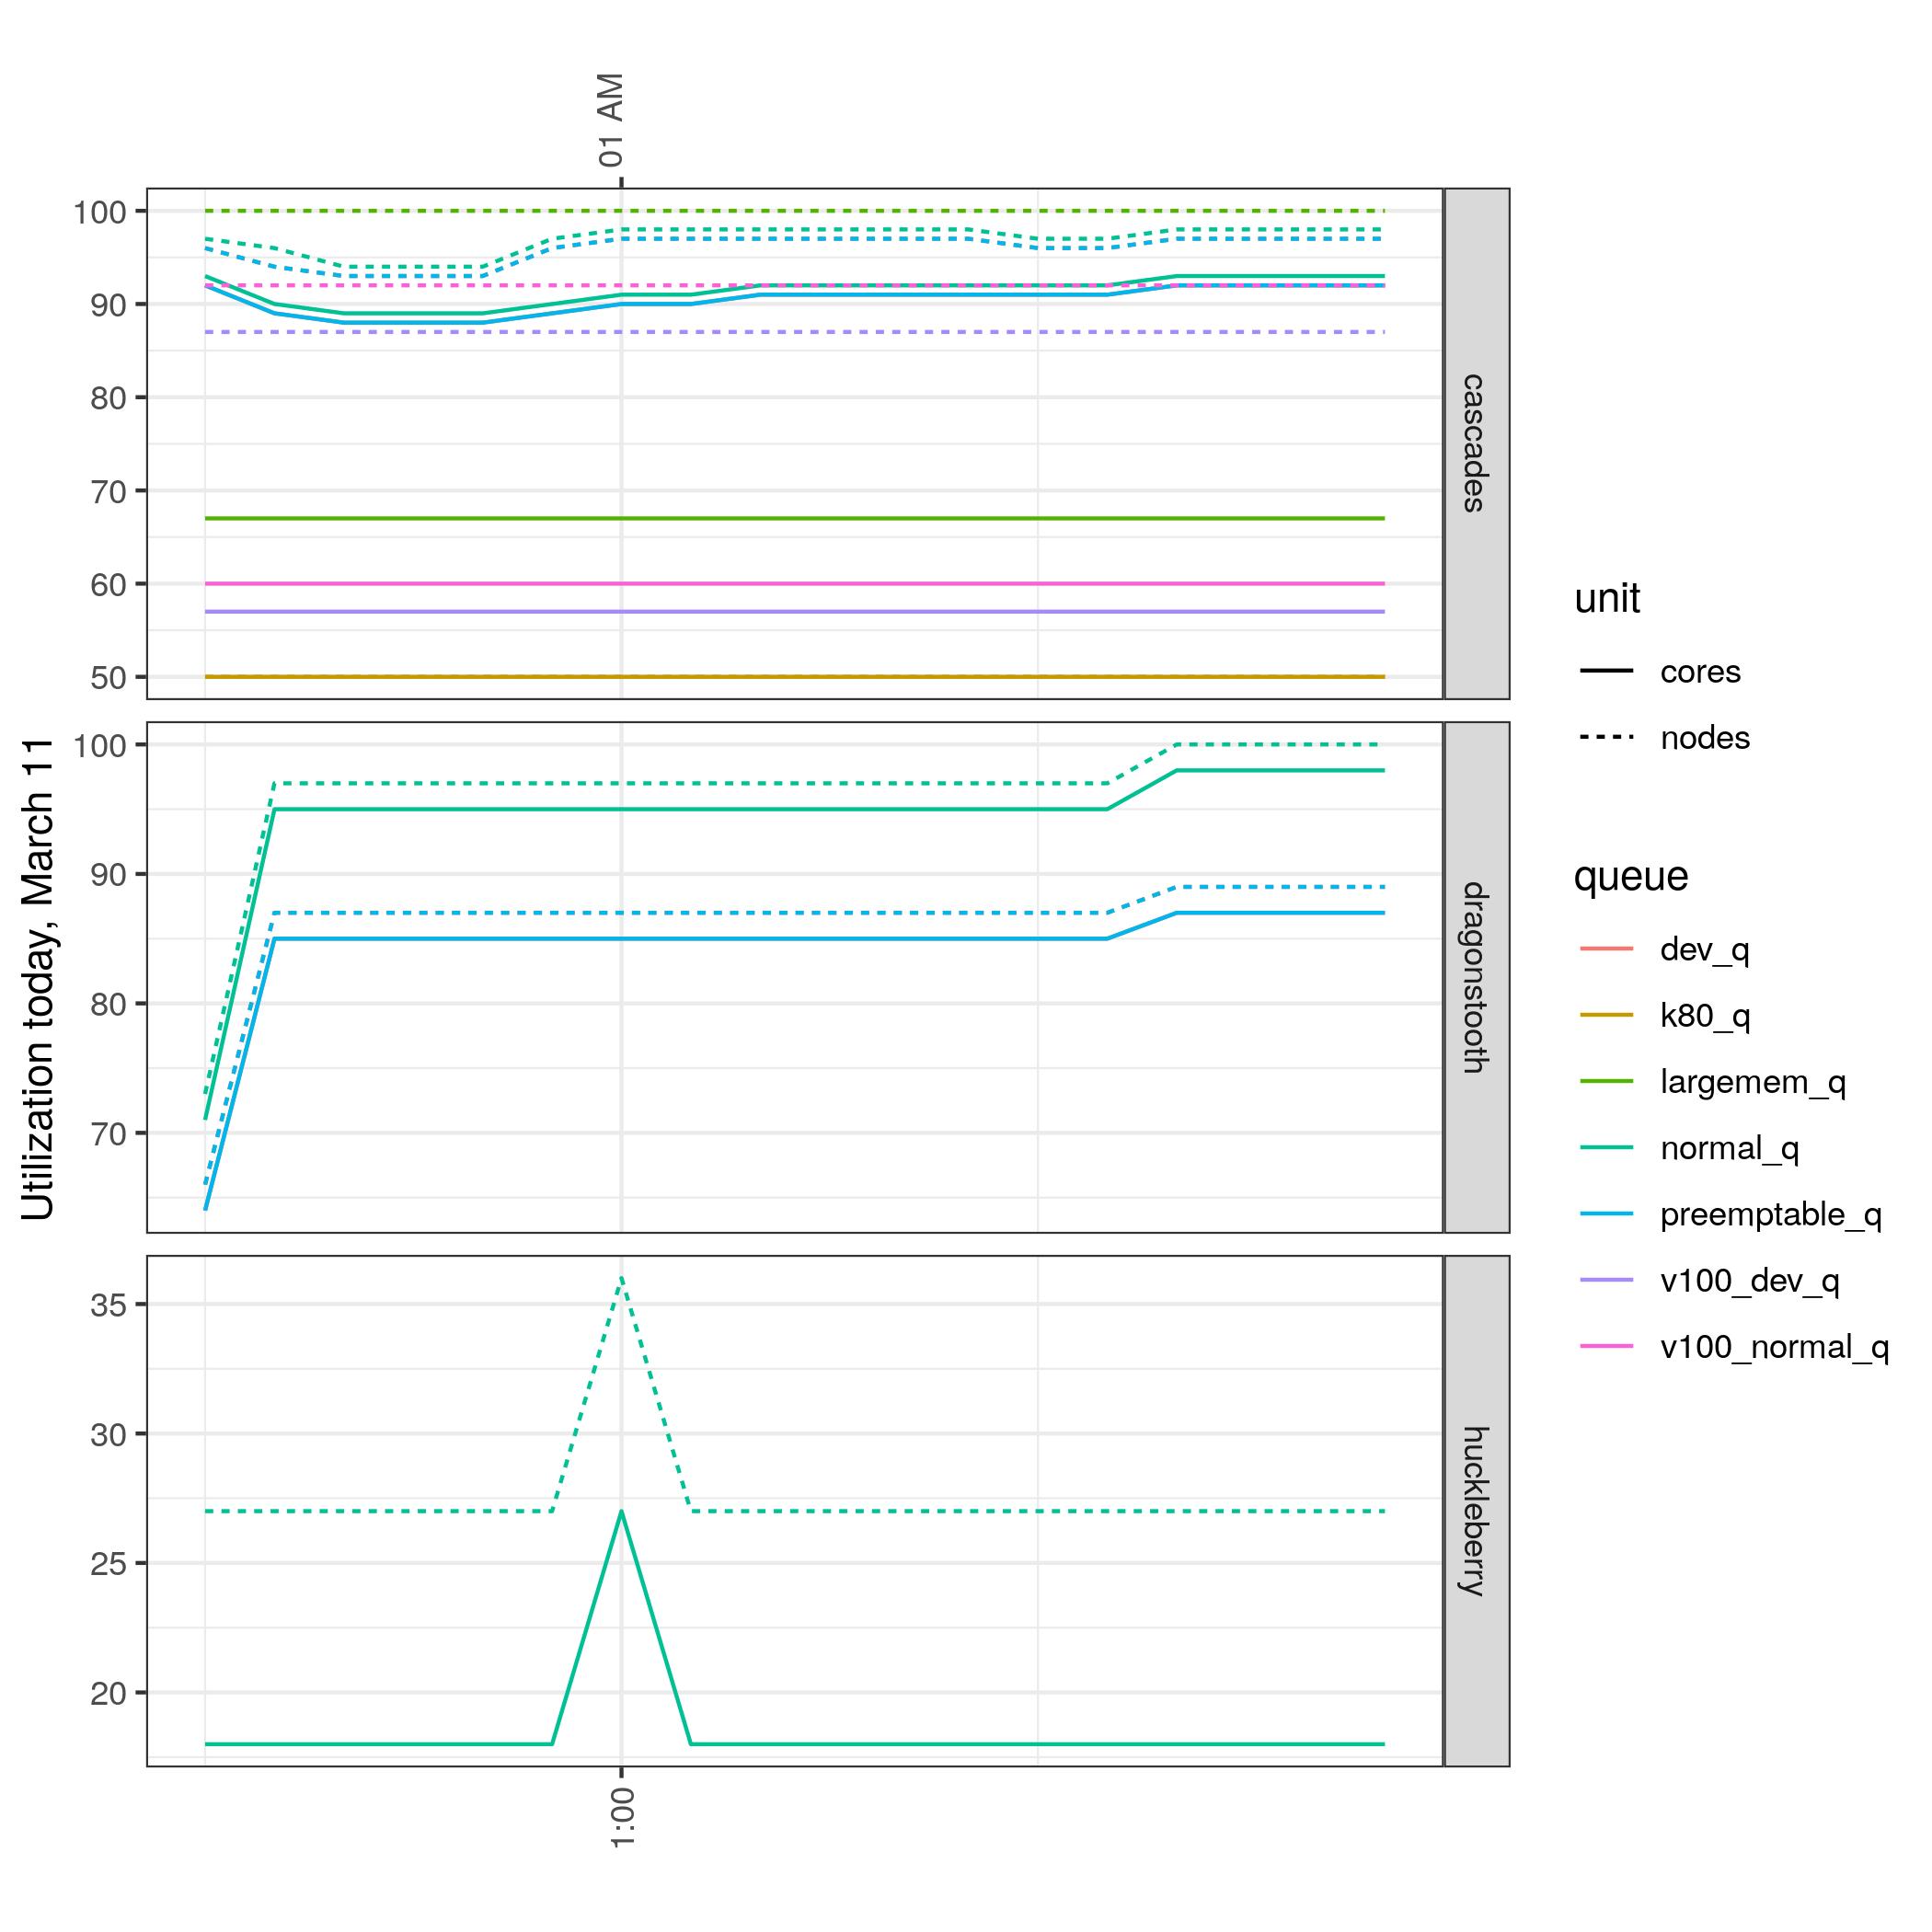 01 AM
100
90
80
70
60
50
cascades
100
90
80
70
dragonstooth
35
30
25
20
huckleberry
1:00
Utilization today, March 11
unit
cores
nodes
queue
dev_q
k80_q
largemem_q
normal_q
preemptable_q
v100_dev_q
v100_normal_q